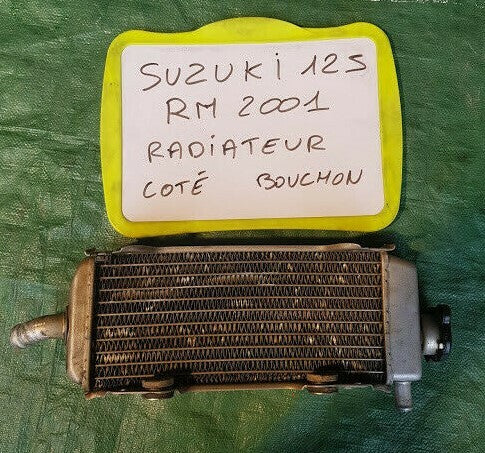 SUZUKi 125
RM 2001
RADiATEUR
COTÉ BOUCHON